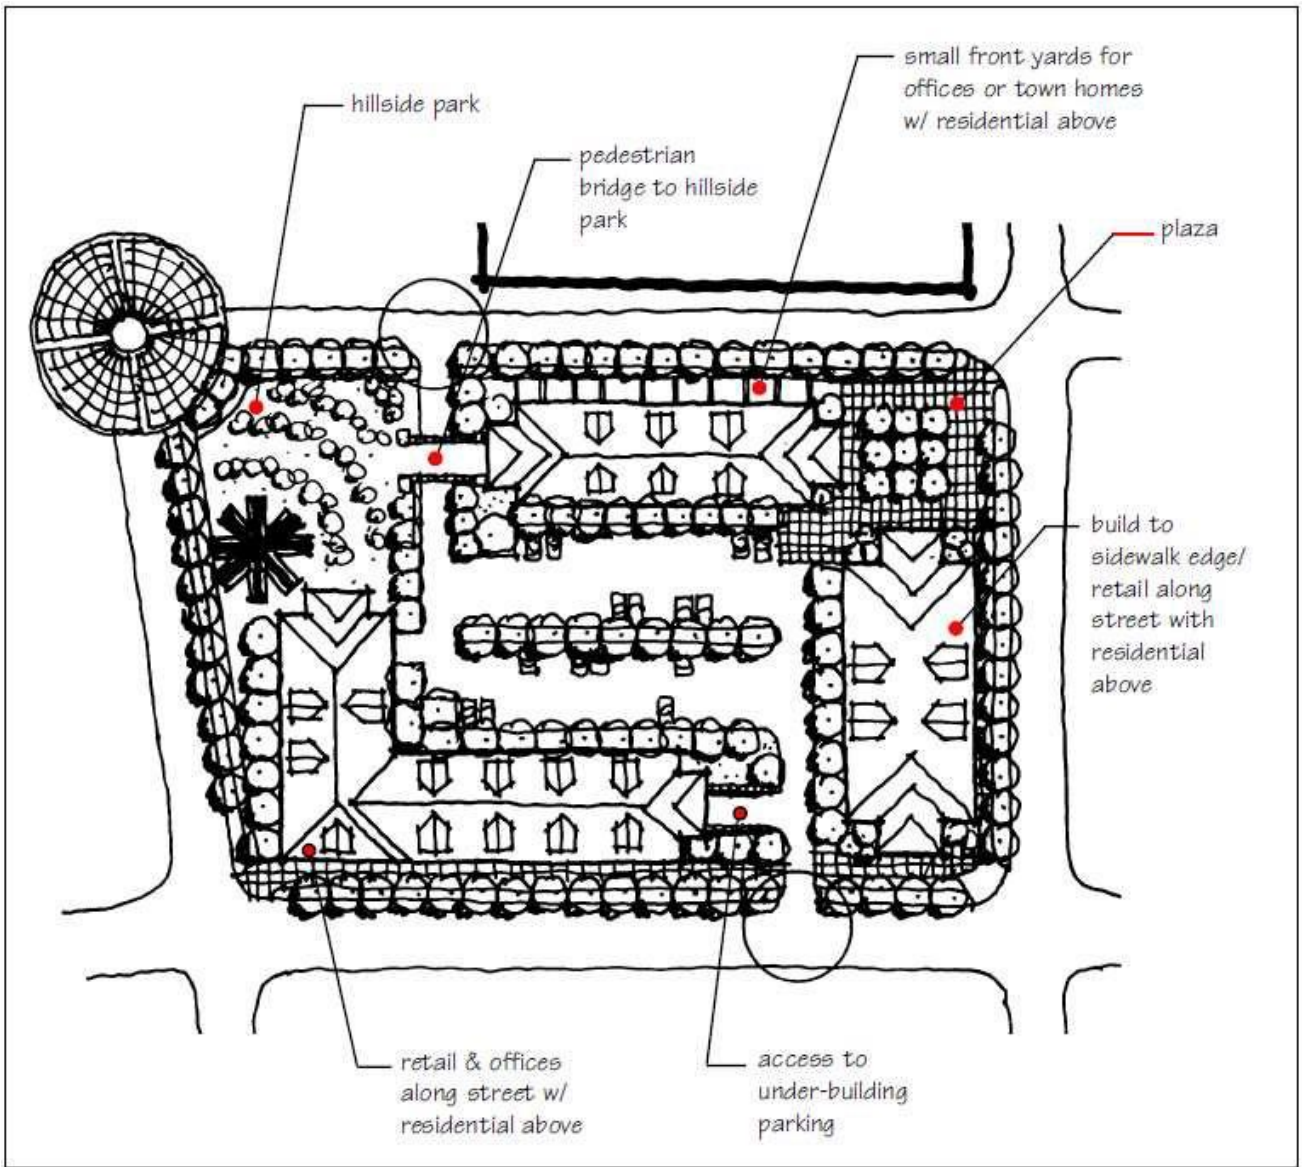 small front yards for
offices or town homes
w/ residential above
hillside park
pedestrian
bridge to hillside
park
plaza
build to
sidewalk edge/
retail along
street with
residential
above
retail & offices
along street w/
residential above
access to
under-building
parking